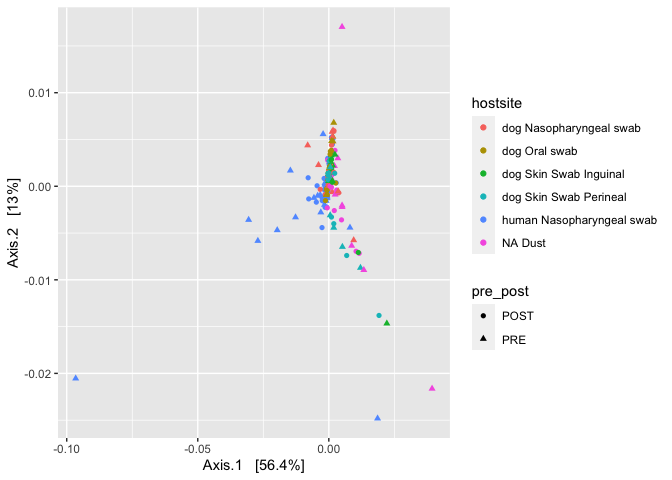 0.01
0.00
-0.01
-0.02
Axis.2 [13%]
-0.10
-0.05
0.00
Axis.1 [56.4%]
hostsite
dog Nasopharyngeal swab
dog Oral swab
dog Skin Swab Inguinal
dog Skin Swab Perineal
human Nasopharyngeal swab
NA Dust
pre_post
POST
PRE